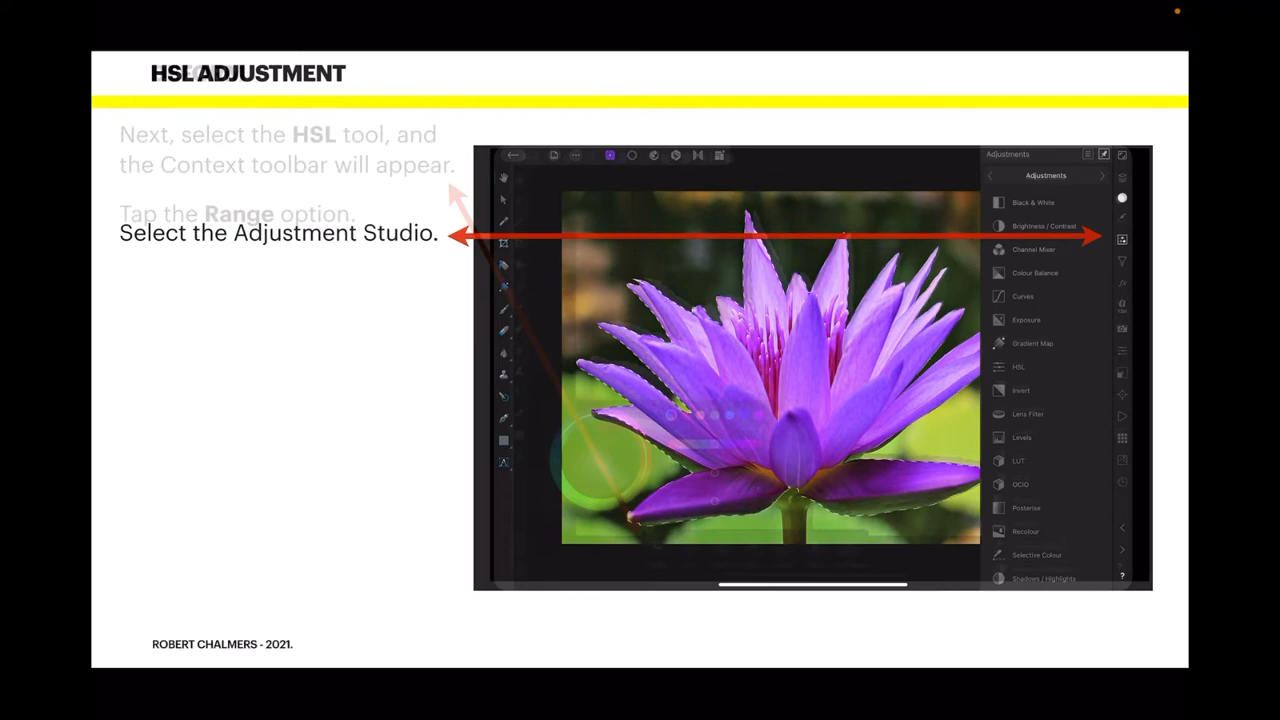 HSL ADJUSTMENT
Next, select the HSL tool, and
the Context toolbar will appear.
Tap the Range option.
Select the Adjustment Studio.
Adjustments
Adjustments
Black & White
Brightness / Contrast
Channel Mixer
Colour Balance
Curves
Exposure
Gradient Map
HSL
Invert
Lens Filter
Levels
LUT
OCIO
Posterise
Recolour
Selective Colour
Shadows / Highlights
?
ROBERT CHALMERS - 2021.